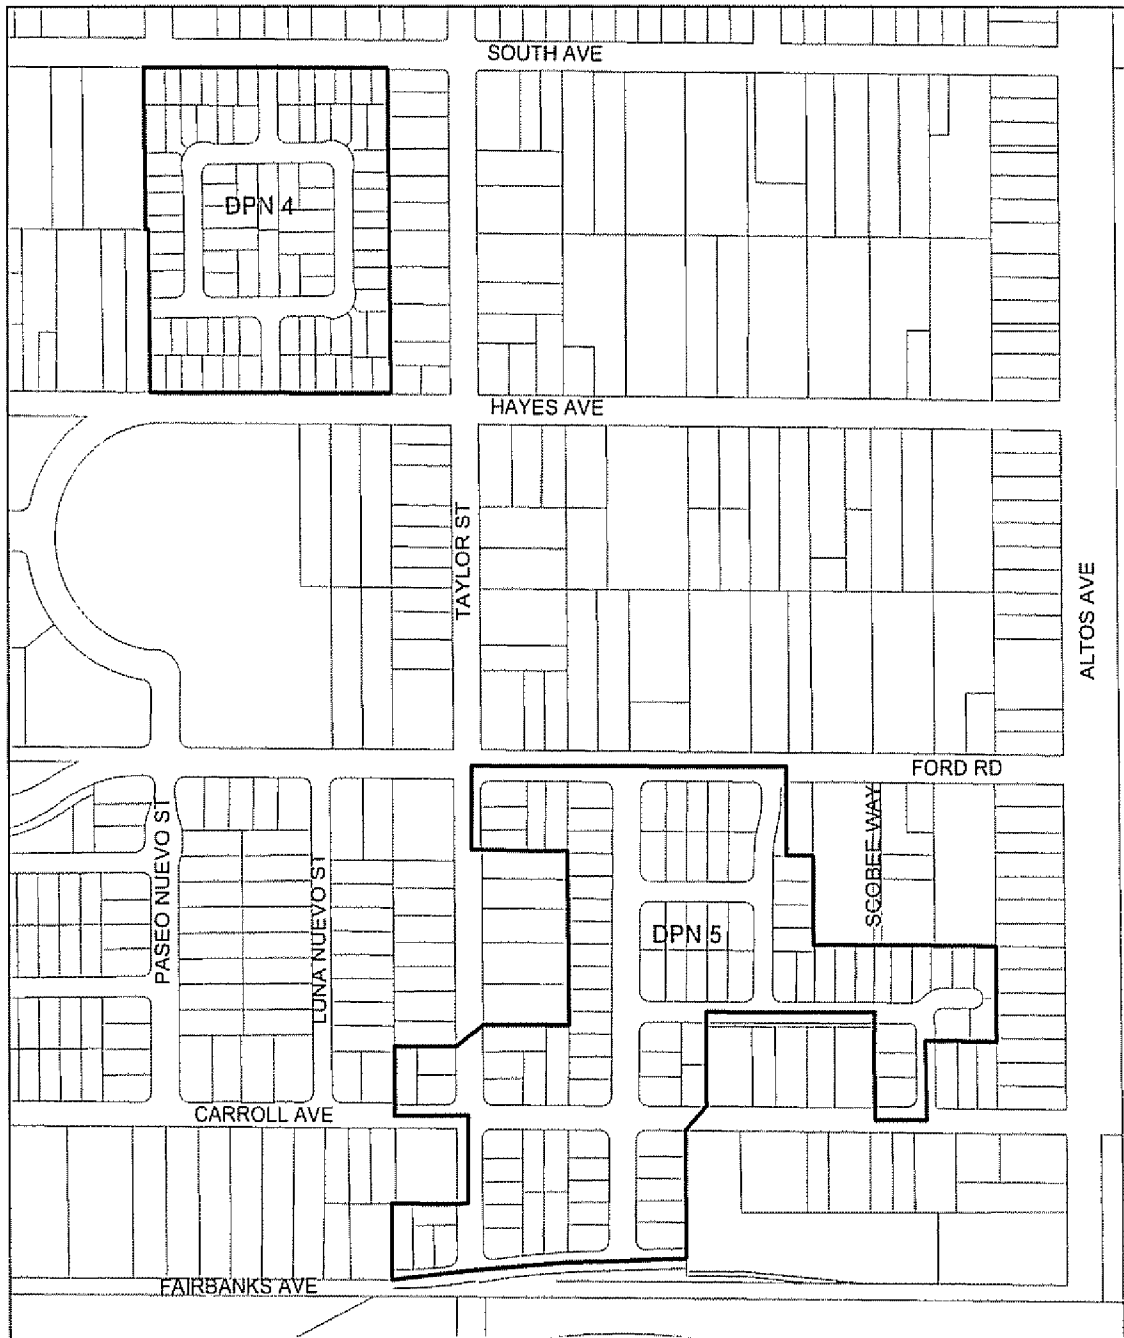 SOUTH AVE
DPN 4
HAYES AVE
TAYLOR ST
ALTOS AVE
FORD RD
PASEO NUEVO ST
LUNA NUEVO ST
SCOBEE WAY
DPN 5
CARROLL AVE
FAIRBANKS AVE